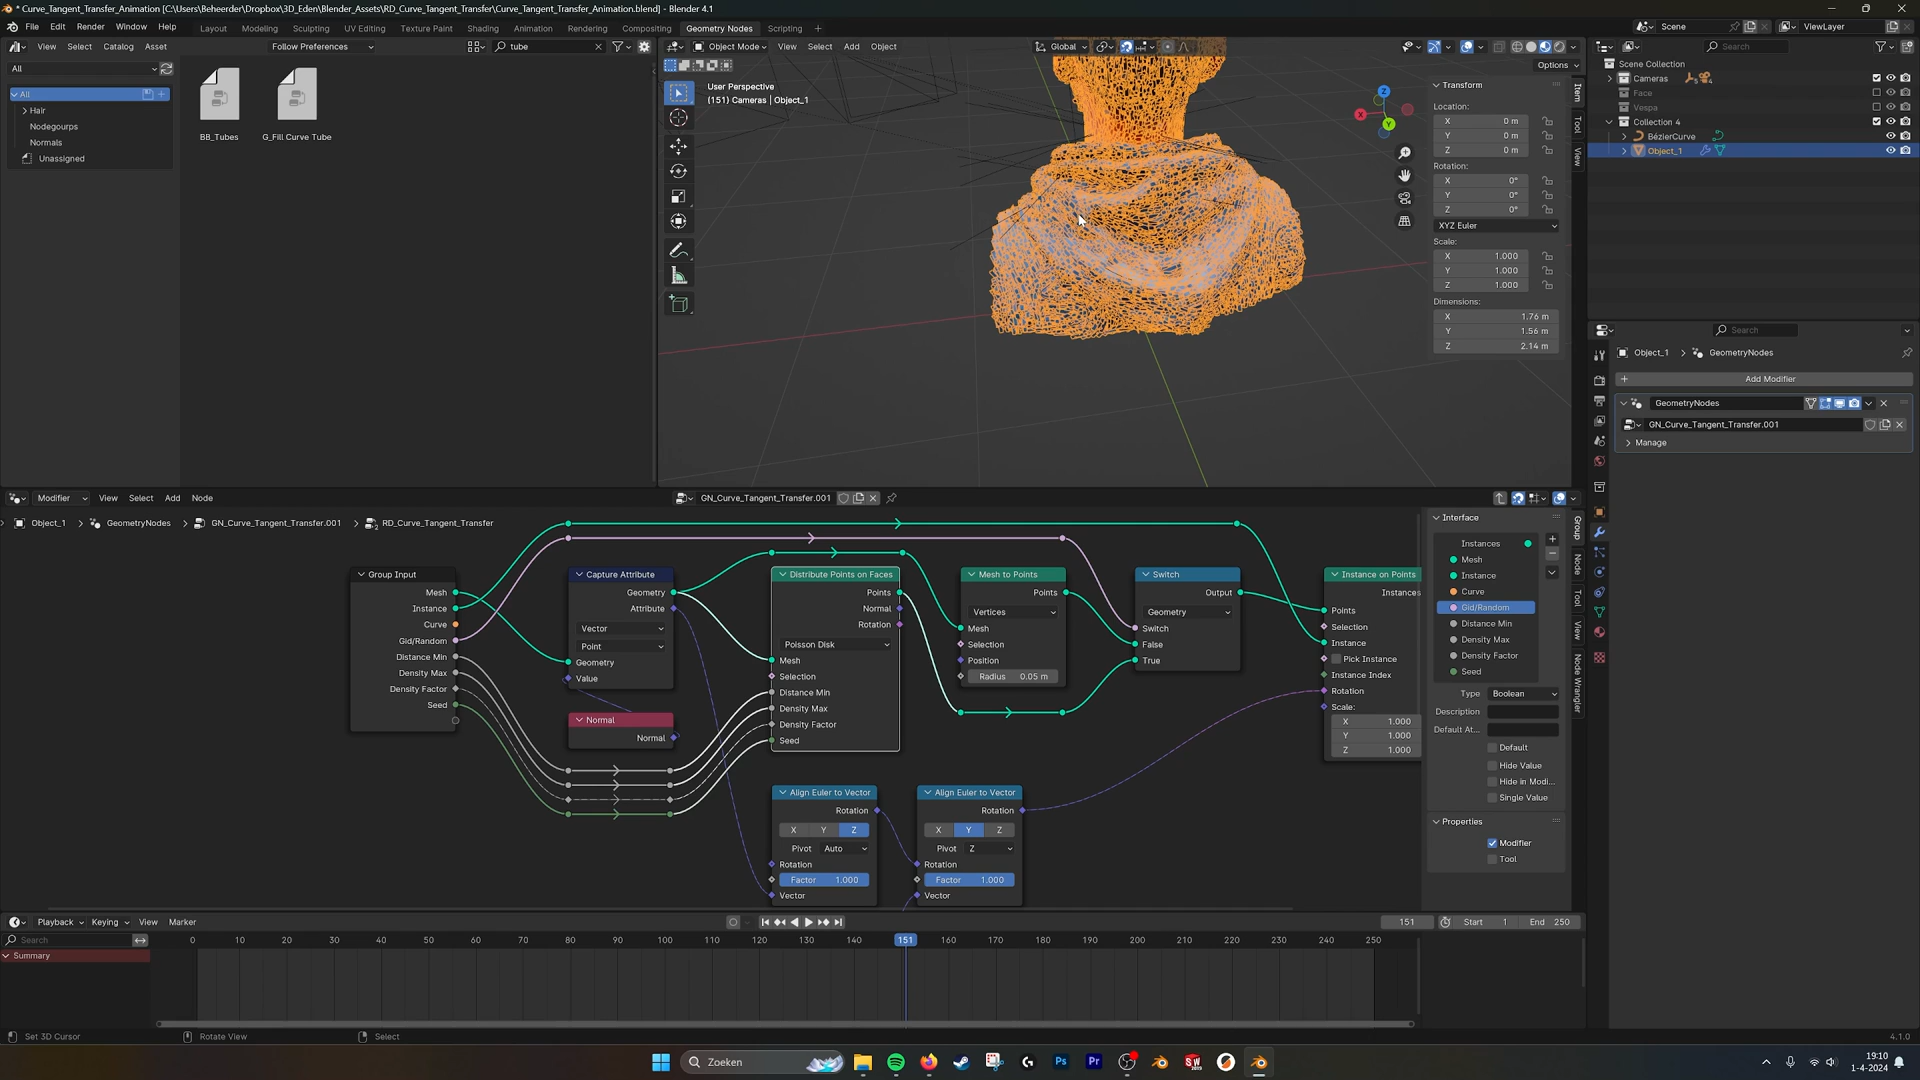 * Curve_Tangent_Transfer_Animation [C:\Users\Beheerder\Dropbox\3D_Eden\Blender_Assets\RD_Curve_Tangent_Transfer\Curve_Tangent_Transfer_Animation.blend] - Blender 4.1
File Edit Render Window Help Layout Modeling Sculpting UV Editing Texture Paint Shading Animation Rendering Compositing Geometry Nodes Scripting + Scene ViewLayer
View Select Catalog Asset Follow Preferences tube Object Mode View Select Add Object Global Search
All
All
Hair
Nodegourps
Normals
Unassigned
BB_Tubes G_Fill Curve Tube
Options
User Perspective
(151) Cameras | Object_1
Z
X
Y
Transform
Location:
X 0 m
Y 0 m
Z 0 m
Rotation:
X 0°
Y 0°
Z 0°
XYZ Euler
Scale:
X 1.000
Y 1.000
Z 1.000
Dimensions:
X 1.76 m
Y 1.56 m
Z 2.14 m
Item
Tool
View
Scene Collection
Cameras
Face
Vespa
Collection 4
BézierCurve
Object_1
Search
Object_1 GeometryNodes
Add Modifier
GeometryNodes
GN_Curve_Tangent_Transfer.001
Manage
Modifier View Select Add Node GN_Curve_Tangent_Transfer.001
Object_1 GeometryNodes GN_Curve_Tangent_Transfer.001 RD_Curve_Tangent_Transfer
Group Input
Mesh
Instance
Curve
Gid/Random
Distance Min
Density Max
Density Factor
Seed
Capture Attribute
Geometry
Attribute
Vector
Point
Geometry
Value
Normal
Normal
Distribute Points on Faces
Points
Normal
Rotation
Poisson Disk
Mesh
Selection
Distance Min
Density Max
Density Factor
Seed
Mesh to Points
Points
Vertices
Mesh
Selection
Position
Radius 0.05 m
Switch
Output
Geometry
Switch
False
True
Instance on Points
Instances
Points
Selection
Instance
Pick Instance
Instance Index
Rotation
Scale:
X 1.000
Y 1.000
Z 1.000
Align Euler to Vector
Rotation
X Y Z
Pivot Auto
Rotation
Factor 1.000
Vector
Align Euler to Vector
Rotation
X Y Z
Pivot Z
Rotation
Factor 1.000
Vector
Interface
Instances
Mesh
Instance
Curve
Gid/Random
Distance Min
Density Max
Density Factor
Seed
Type Boolean
Description
Default At...
Default
Hide Value
Hide in Modi...
Single Value
Properties
Modifier
Tool
Group
Node
Tool
View
Node Wrangler
Playback Keying View Marker 151 Start 1 End 250
Search 0 10 20 30 40 50 60 70 80 90 100 110 120 130 140 151 160 170 180 190 200 210 220 230 240 250
Summary
Set 3D Cursor Rotate View Select 4.1.0
Zoeken Ps Pr SW 19:10
1-4-2024